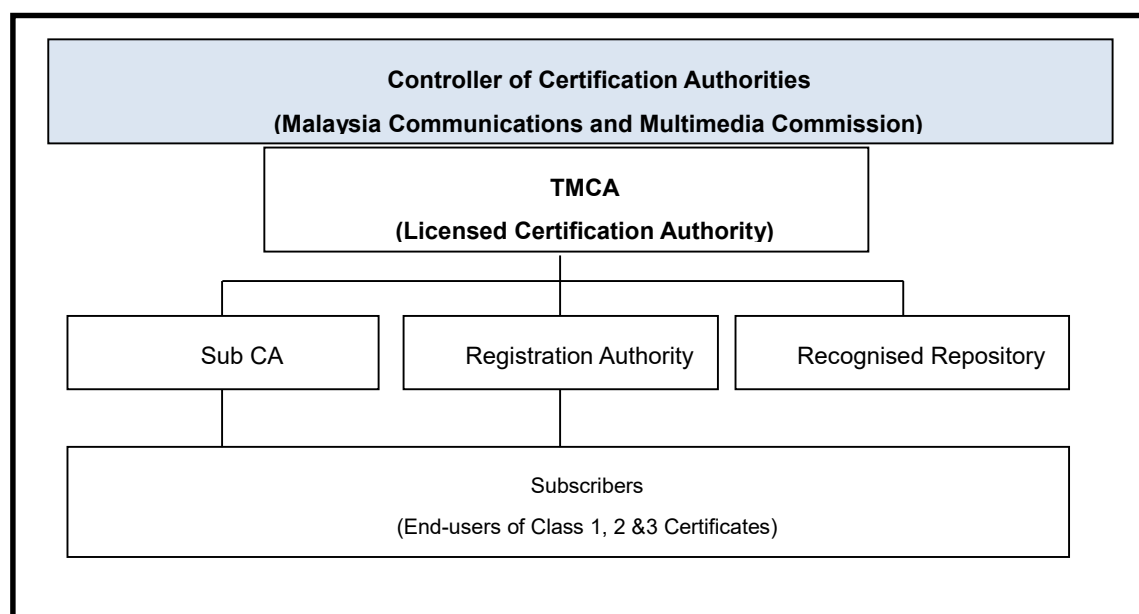 Controller of Certification Authorities
(Malaysia Communications and Multimedia Commission)
TMCA
(Licensed Certification Authority)
Sub CA
Registration Authority
Recognised Repository
Subscribers
(End-users of Class 1, 2 &3 Certificates)